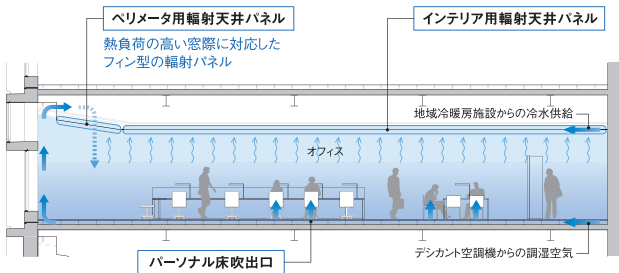 ペリメータ用輻射天井パネル
インテリア用輻射天井パネル
熱負荷の高い窓際に対応した
フィン型の輻射パネル
地域冷暖房施設からの冷水供給
オフィス
パーソナル床吹出口
デシカント空調機からの調湿空気